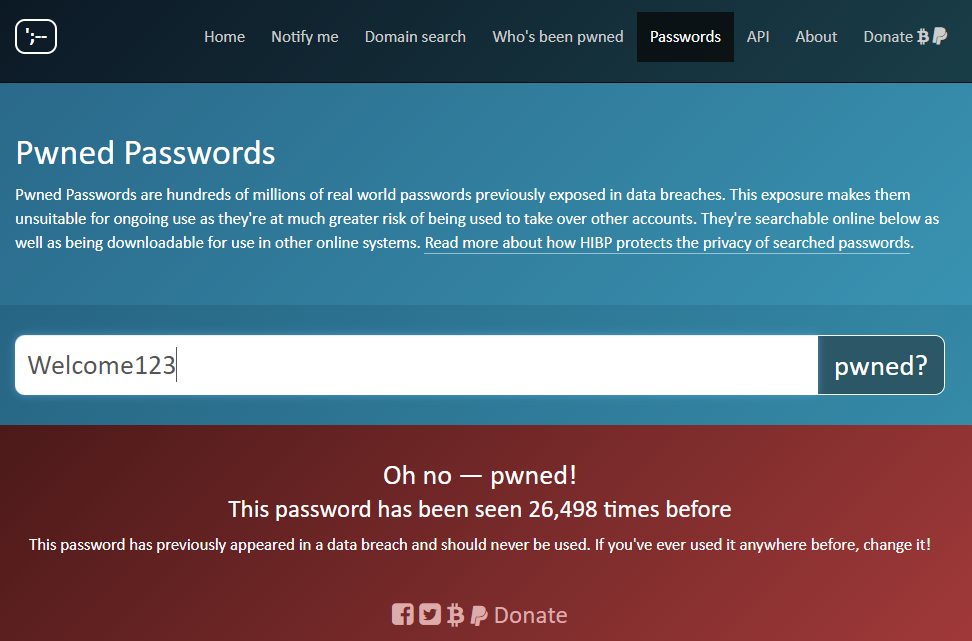 ';--
Home Notify me Domain search Who's been pwned Passwords API About Donate
Pwned Passwords
Pwned Passwords are hundreds of millions of real world passwords previously exposed in data breaches. This exposure makes them
unsuitable for ongoing use as they're at much greater risk of being used to take over other accounts. They're searchable online below as
well as being downloadable for use in other online systems. Read more about how HIBP protects the privacy of searched passwords.
Welcome123
pwned?
Oh no — pwned!
This password has been seen 26,498 times before
This password has previously appeared in a data breach and should never be used. If you've ever used it anywhere before, change it!
Donate